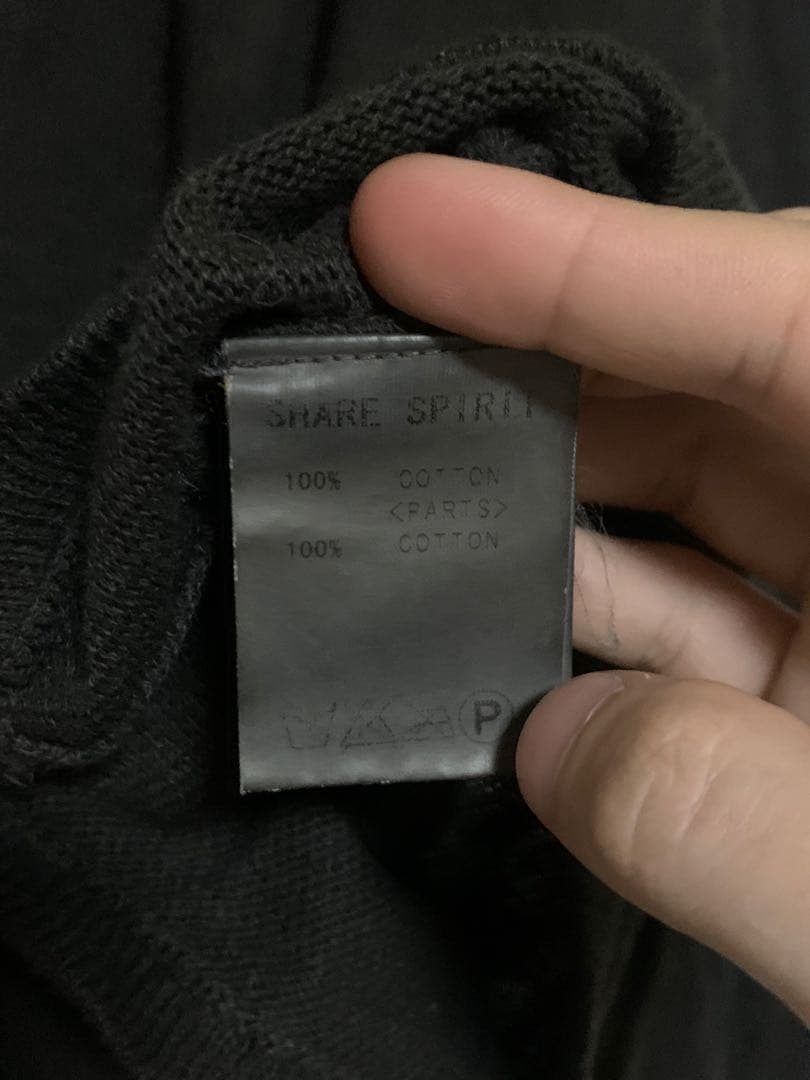 SHARE SPIRIT
100% COTTON
<PARTS>
100% COTTON
P